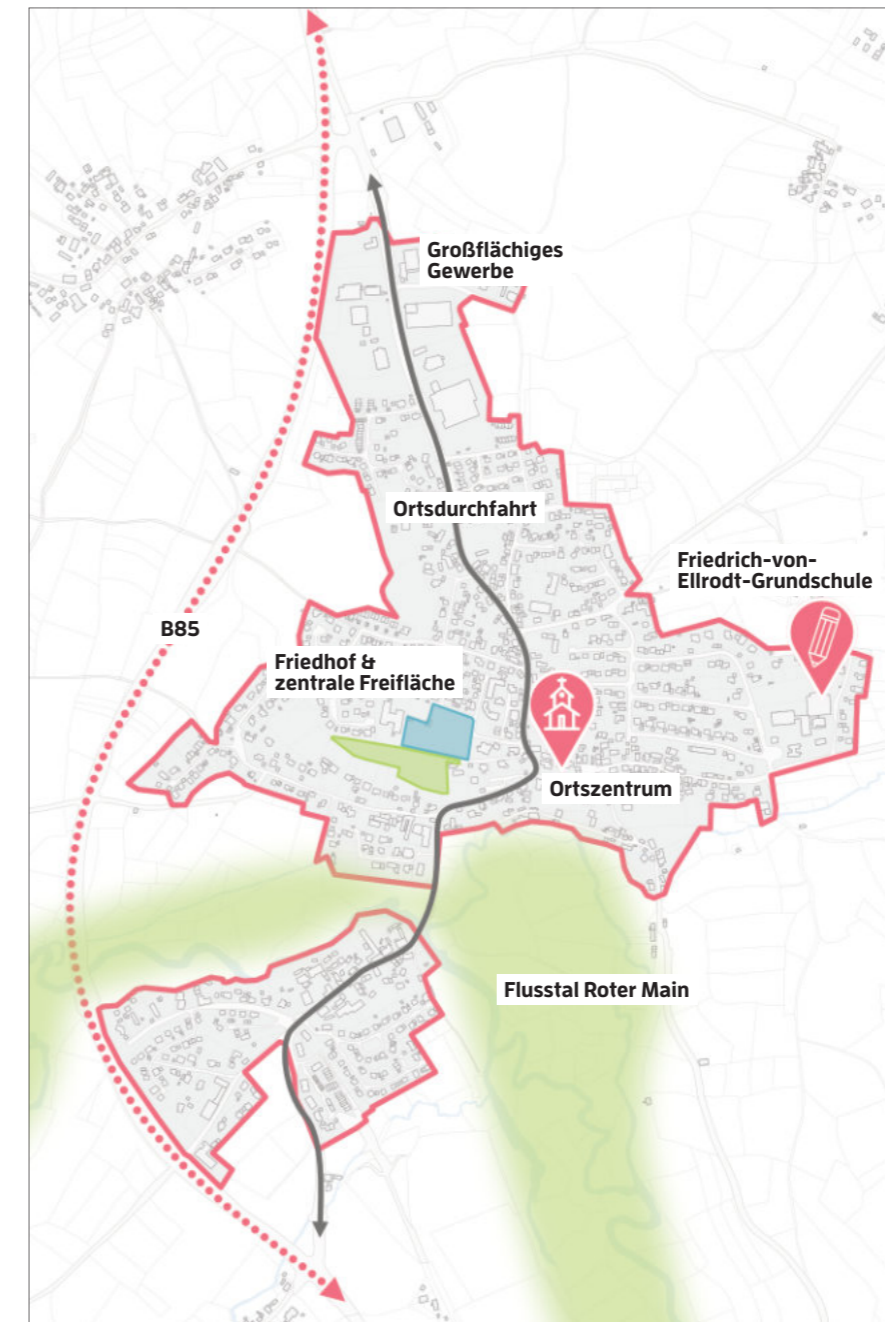 Großflächiges
Gewerbe
Ortsdurchfahrt
Friedrich-von-
Ellrodt-Grundschule
B85
Friedhof &
zentrale Freifläche
Ortszentrum
Flusstal Roter Main